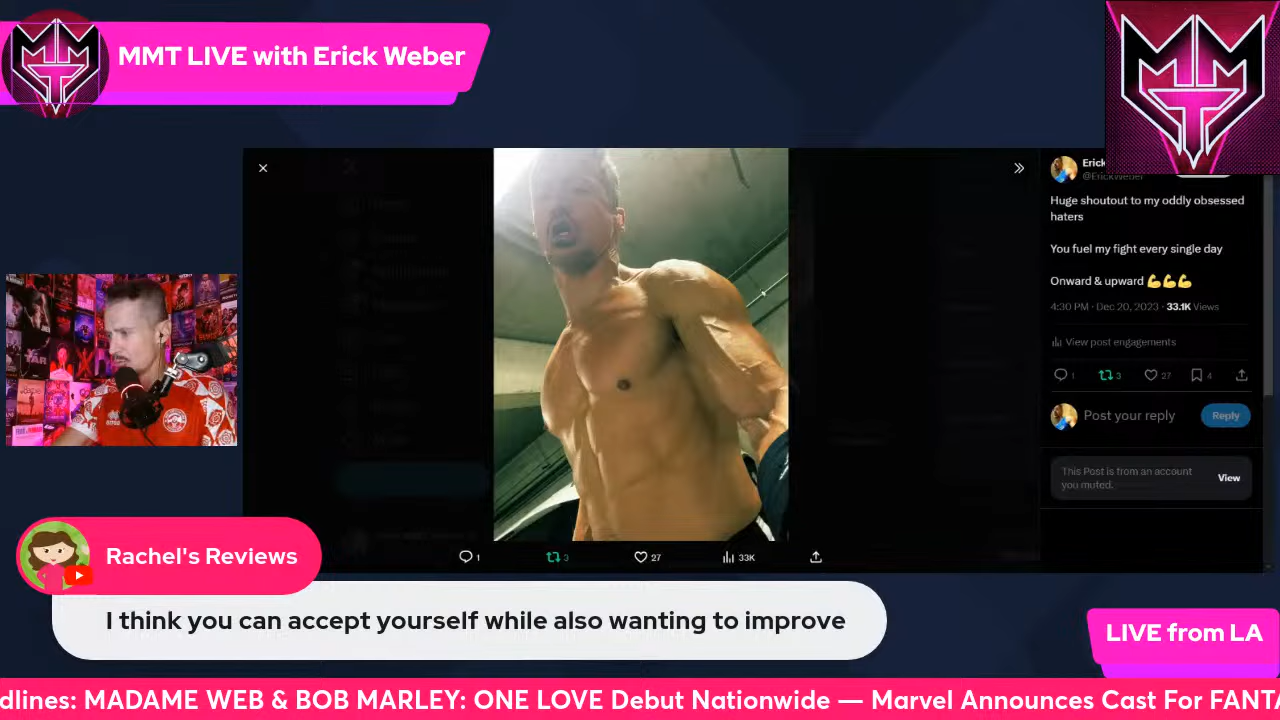 MMT LIVE with Erick Weber
Erick
@ErickWeber
Huge shoutout to my oddly obsessed
haters
You fuel my fight every single day
Onward & upward 💪💪💪
4:30 PM · Dec 20, 2023 · 33.1K Views
View post engagements
1 3 27 4
Post your reply Reply
This Post is from an account
you muted.
View
1 3 27 33K
Rachel's Reviews
I think you can accept yourself while also wanting to improve
LIVE from LA
dlines: MADAME WEB & BOB MARLEY: ONE LOVE Debut Nationwide — Marvel Announces Cast For FANTA